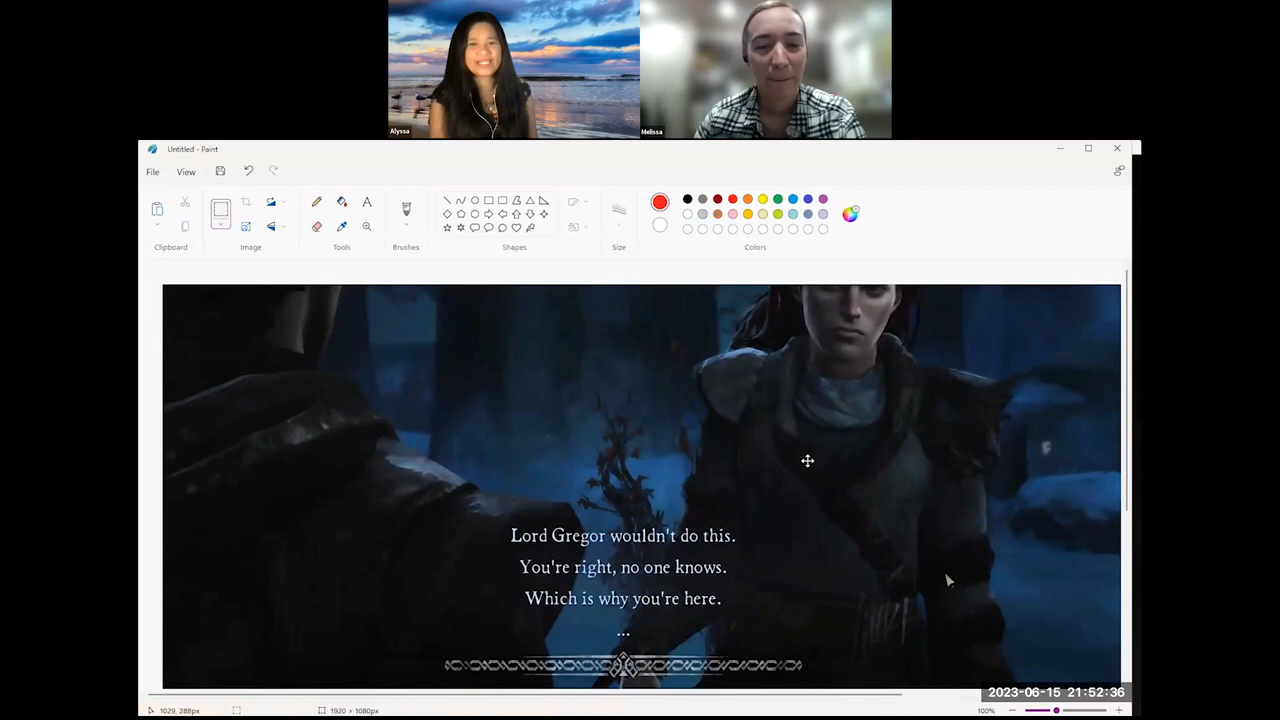 Alyssa
Melissa
Untitled - Paint
File
View
Clipboard
Image
Tools
Brushes
Shapes
Size
Colors
Lord Gregor wouldn't do this.
You're right, no one knows.
Which is why you're here.
...
2023-06-15 21:52:36
1029, 288px
1920 × 1080px
100%